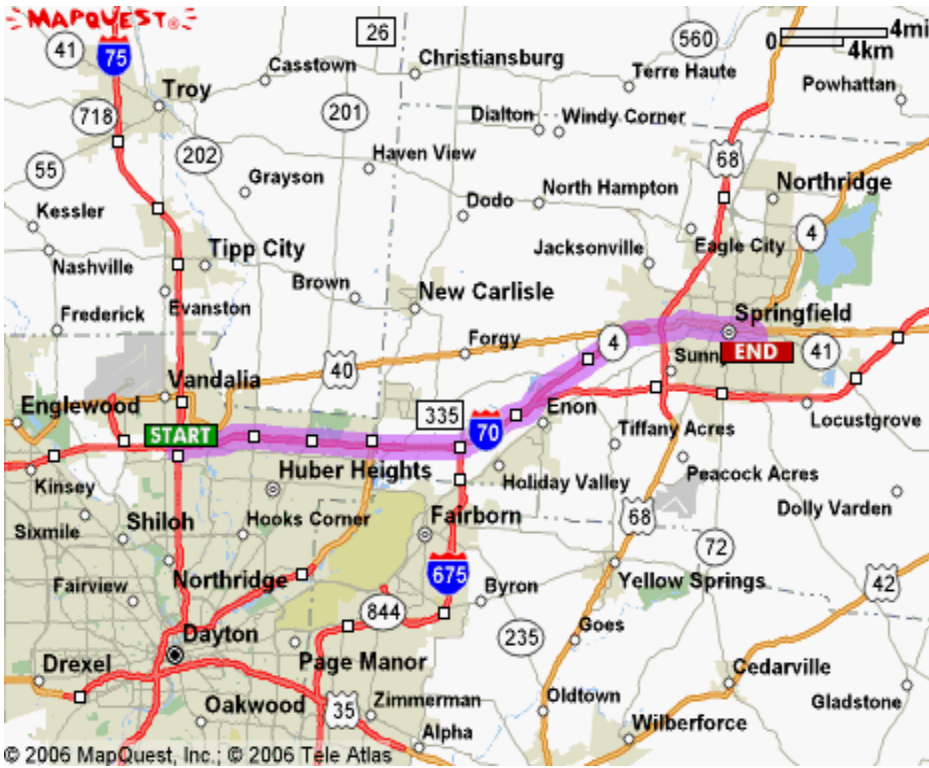 MAPQUEST®
26
560
4mi
0
4km
41
75
Casstown
Christiansburg
Terre Haute
Powhattan
Troy
718
201
Dialton
Windy Corner
202
Haven View
68
55
Grayson
North Hampton
Northridge
Kessler
Dodo
4
Tipp City
Jacksonville
Eagle City
Nashville
Brown
New Carlisle
Frederick
Evanston
Springfield
Forgy
4
Sunn
END
41
40
Vandalia
Englewood
335
70
Enon
Locustgrove
START
Tiffany Acres
Huber Heights
Peacock Acres
Kinsey
Holiday Valley
Dolly Varden
Sixmile
Shiloh
Hooks Corner
Fairborn
68
72
Northridge
675
Yellow Springs
Fairview
Byron
42
844
235
Goes
Dayton
Page Manor
Cedarville
Drexel
Oldtown
Gladstone
Oakwood
35
Zimmerman
Wilberforce
Alpha
© 2006 MapQuest, Inc.; © 2006 Tele Atlas